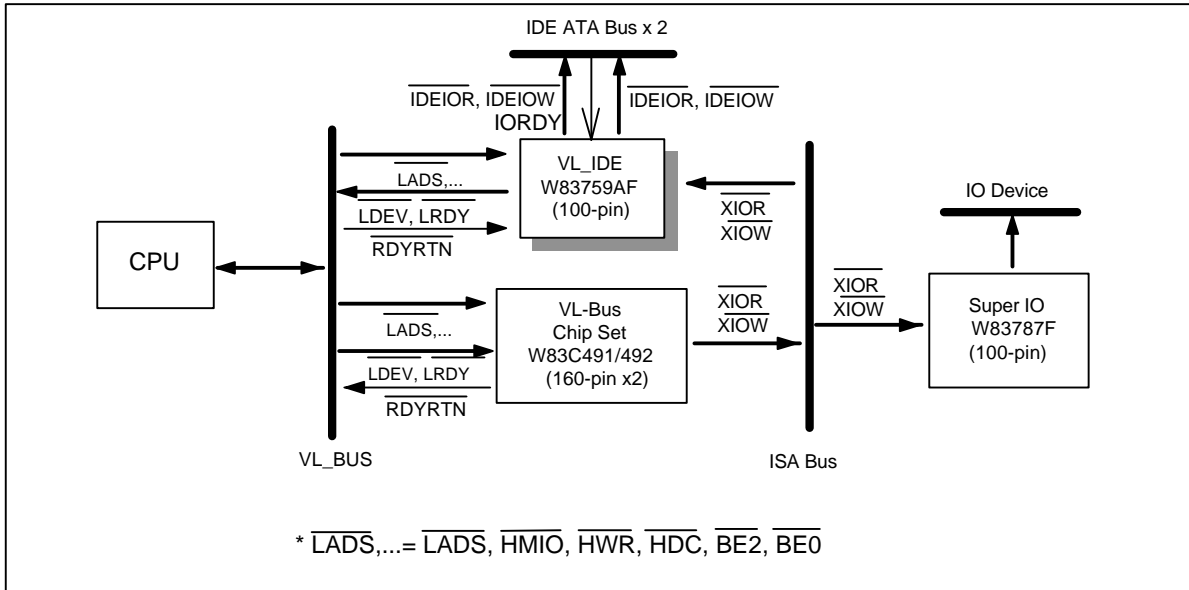 IDE ATA Bus x 2
IDEIOR, IDEIOW
IORDY
IDEIOR, IDEIOW
VL_IDE
W83759AF
(100-pin)
LADS,...
LDEV, LRDY
RDYRTN
XIOR
XIOW
IO Device
CPU
VL-Bus
Chip Set
W83C491/492
(160-pin x2)
LADS,...
LDEV, LRDY
RDYRTN
XIOR
XIOW
XIOR
XIOW
Super IO
W83787F
(100-pin)
VL_BUS
ISA Bus
* LADS,...= LADS, HMIO, HWR, HDC, BE2, BE0